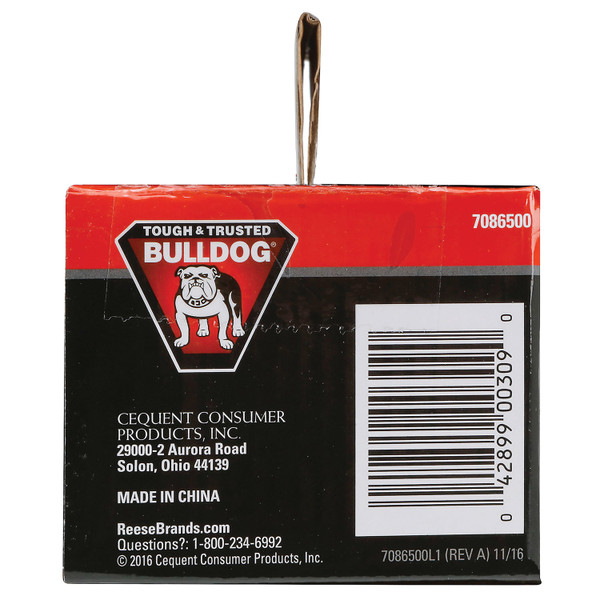 7086500
TOUGH & TRUSTED
BULLDOG®
CEQUENT CONSUMER
PRODUCTS, INC.
29000-2 Aurora Road
Solon, Ohio 44139
MADE IN CHINA
ReeseBrands.com
Questions?: 1-800-234-6992
© 2016 Cequent Consumer Products, Inc.
0 42899 00309 0
7086500L1 (REV A) 11/16